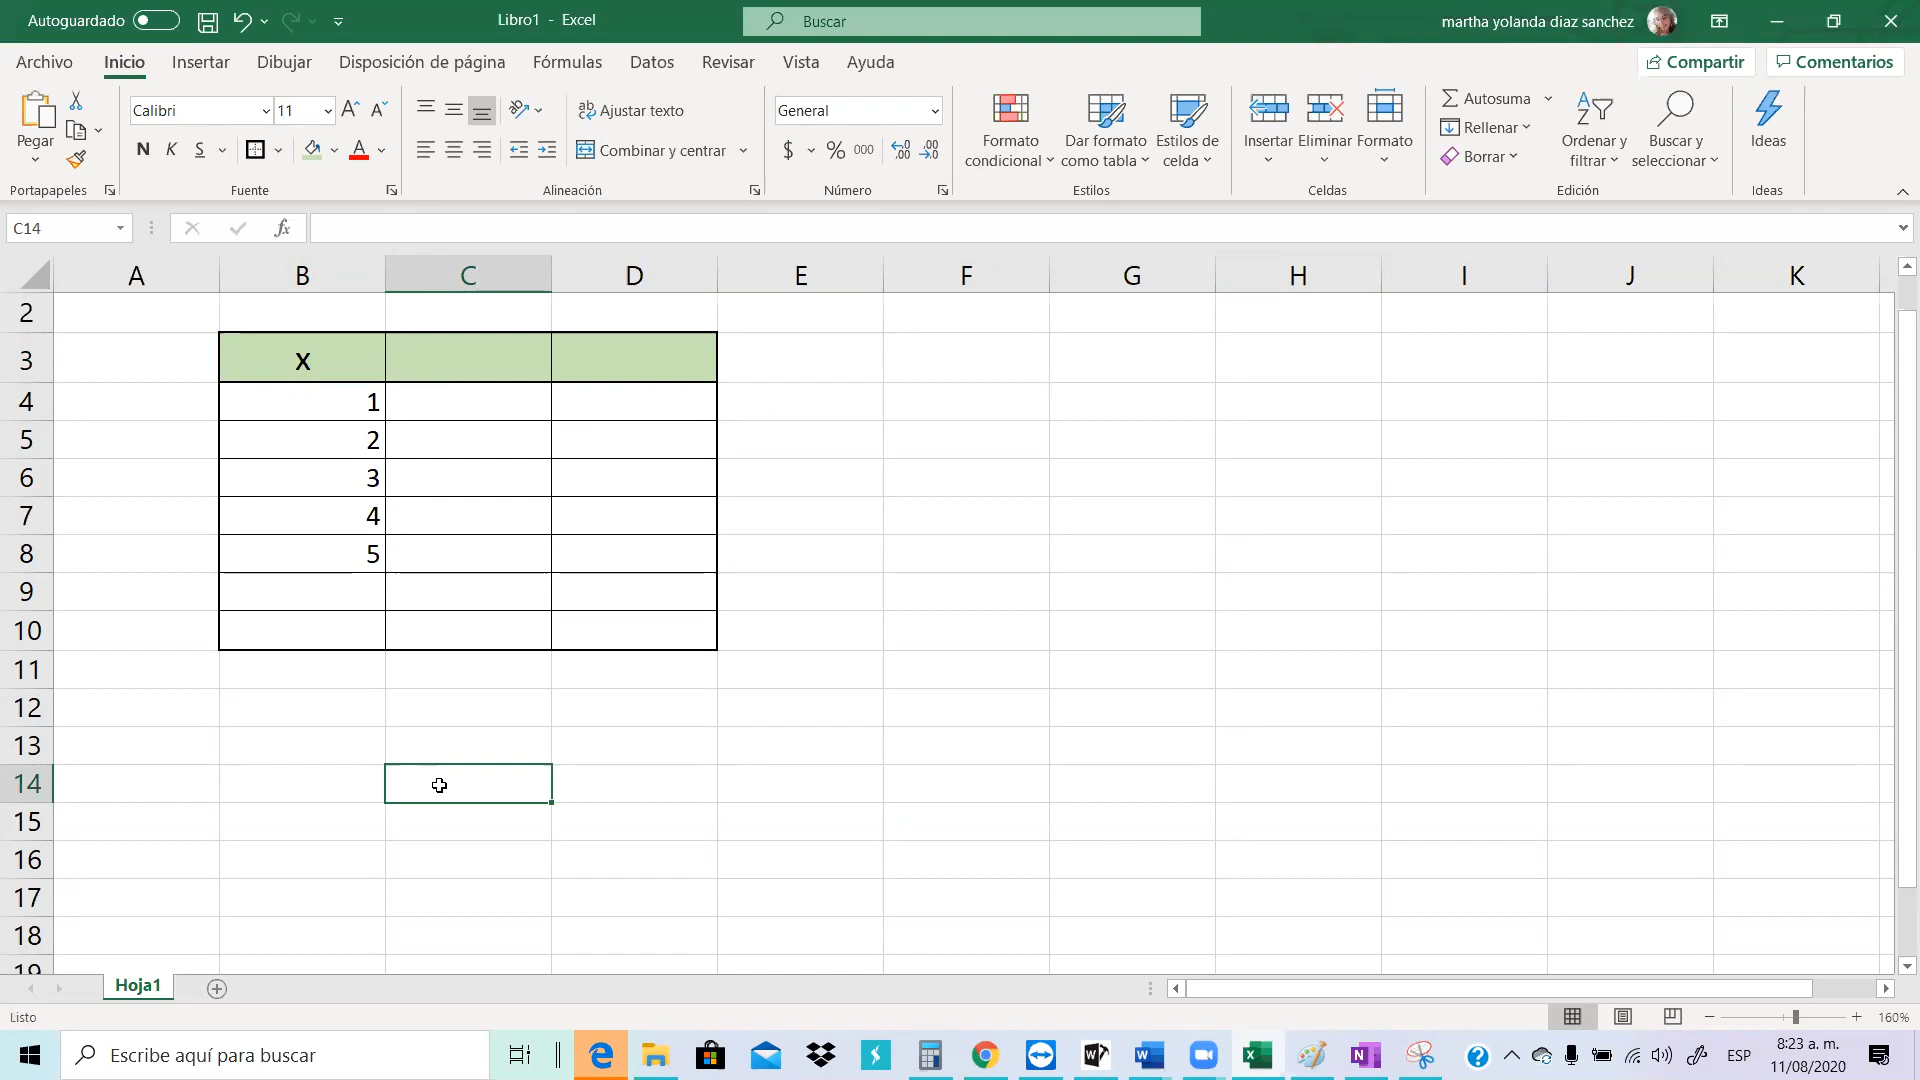 Autoguardado
Libro1 - Excel
Buscar
martha yolanda diaz sanchez
Archivo Inicio Insertar Dibujar Disposición de página Fórmulas Datos Revisar Vista Ayuda
Compartir Comentarios
Pegar
Portapapeles
Calibri 11
N K S
Fuente
Ajustar texto
Combinar y centrar
Alineación
General
$ % 000
Número
Formato condicional
Dar formato como tabla
Estilos de celda
Estilos
Insertar Eliminar Formato
Celdas
Autosuma
Rellenar
Borrar
Ordenar y filtrar
Buscar y seleccionar
Edición
Ideas
Ideas
C14
fx
A B C D E F G H I J K
2
3 X
4 1
5 2
6 3
7 4
8 5
9
10
11
12
13
14
15
16
17
18
19
Hoja1
Listo
160%
Escribe aquí para buscar
ESP
8:23 a. m.
11/08/2020